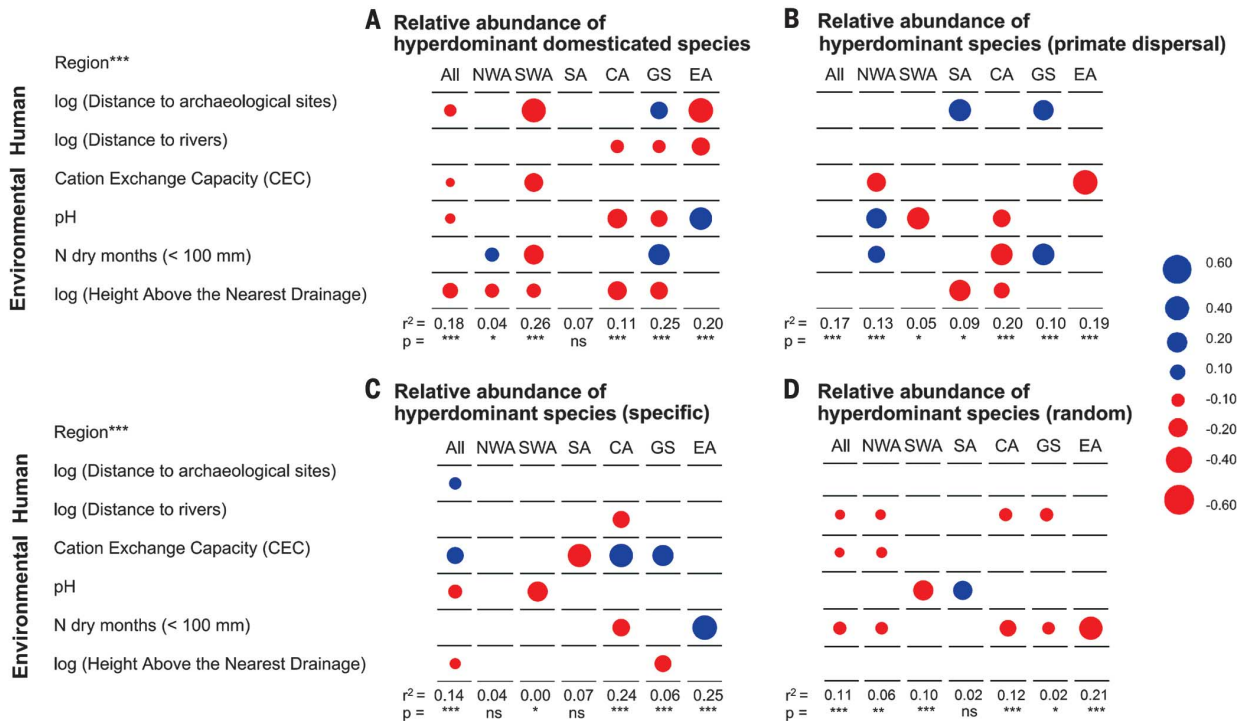 A Relative abundance of
hyperdominant domesticated species
All NWA SWA SA CA GS EA
B Relative abundance of
hyperdominant species (primate dispersal)
All NWA SWA SA CA GS EA
Environmental Human
Region***
log (Distance to archaeological sites)
log (Distance to rivers)
Cation Exchange Capacity (CEC)
pH
N dry months (< 100 mm)
log (Height Above the Nearest Drainage)
r² = 0.18 0.04 0.26 0.07 0.11 0.25 0.20
p = *** * *** ns *** *** ***
r² = 0.17 0.13 0.05 0.09 0.20 0.10 0.19
p = *** *** * * *** *** ***
0.60
0.40
0.20
0.10
-0.10
-0.20
-0.40
-0.60
C Relative abundance of
hyperdominant species (specific)
All NWA SWA SA CA GS EA
D Relative abundance of
hyperdominant species (random)
All NWA SWA SA CA GS EA
Environmental Human
Region***
log (Distance to archaeological sites)
log (Distance to rivers)
Cation Exchange Capacity (CEC)
pH
N dry months (< 100 mm)
log (Height Above the Nearest Drainage)
r² = 0.14 0.04 0.00 0.07 0.24 0.06 0.25
p = *** ns * ns *** *** ***
r² = 0.11 0.06 0.10 0.02 0.12 0.02 0.21
p = *** ** *** ns *** * ***